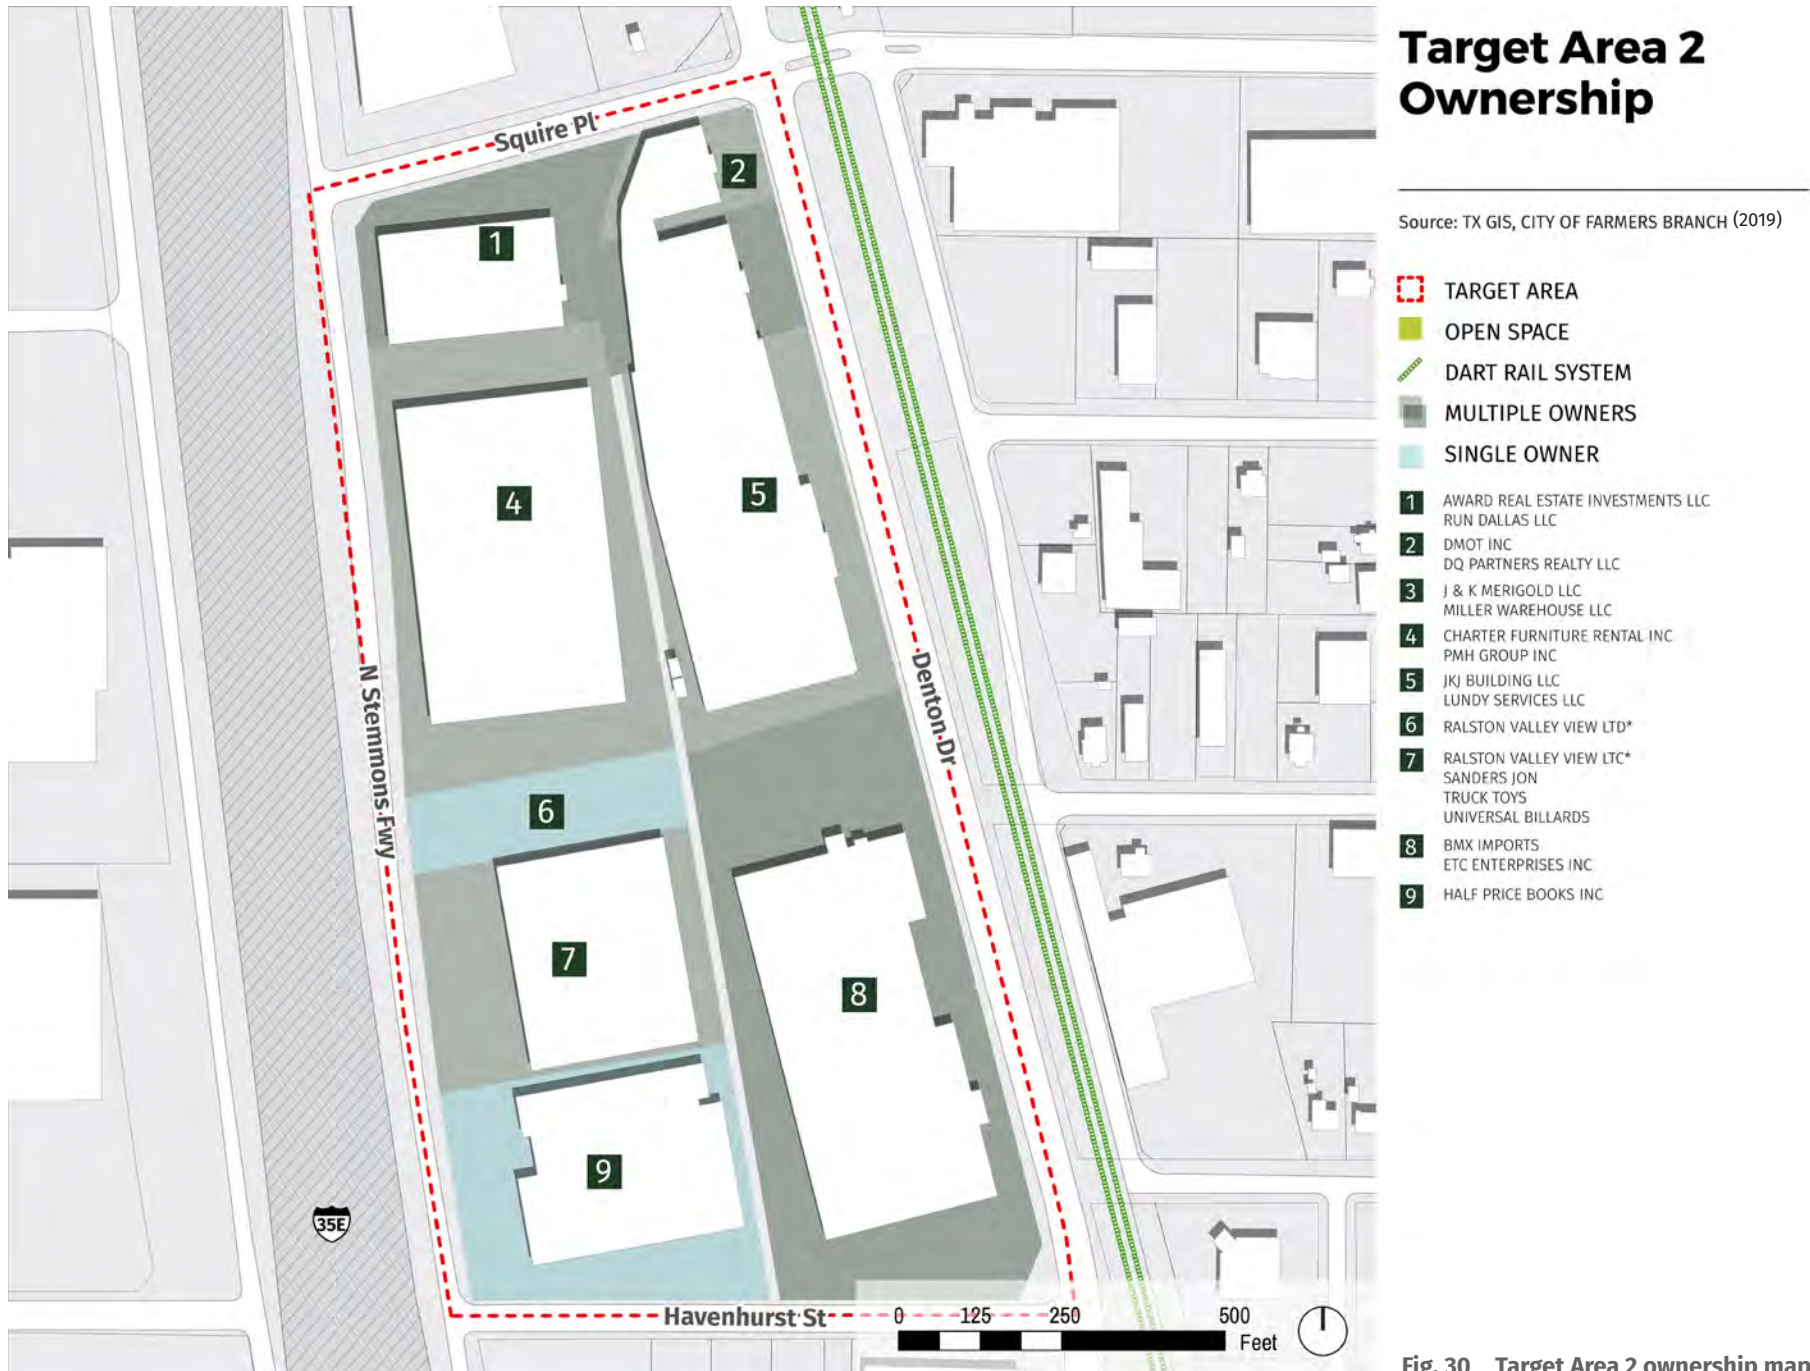 Target Area 2
Ownership
Source: TX GIS, CITY OF FARMERS BRANCH (2019)
TARGET AREA
OPEN SPACE
DART RAIL SYSTEM
MULTIPLE OWNERS
SINGLE OWNER
1 AWARD REAL ESTATE INVESTMENTS LLC
RUN DALLAS LLC
2 DMOT INC
DQ PARTNERS REALTY LLC
3 J & K MERIGOLD LLC
MILLER WAREHOUSE LLC
4 CHARTER FURNITURE RENTAL INC
PMH GROUP INC
5 JKJ BUILDING LLC
LUNDY SERVICES LLC
6 RALSTON VALLEY VIEW LTD*
7 RALSTON VALLEY VIEW LTC*
SANDERS JON
TRUCK TOYS
UNIVERSAL BILLARDS
8 BMX IMPORTS
ETC ENTERPRISES INC
9 HALF PRICE BOOKS INC
Squire Pl
2
1
4
5
N Stemmons Fwy
Denton Dr
6
7
8
9
35E
Havenhurst St
0 125 250 500
Feet
Fig. 30 Target Area 2 ownership map